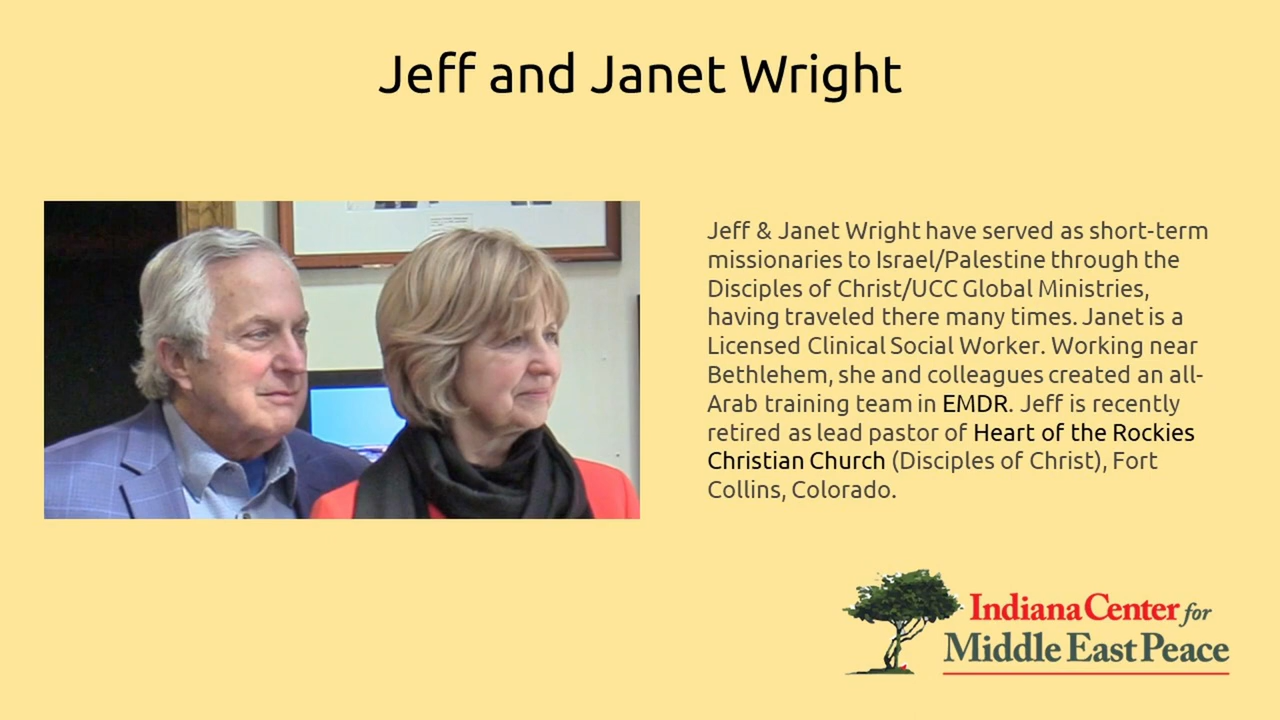 Jeff and Janet Wright
Jeff & Janet Wright have served as short-term
missionaries to Israel/Palestine through the
Disciples of Christ/UCC Global Ministries,
having traveled there many times. Janet is a
Licensed Clinical Social Worker. Working near
Bethlehem, she and colleagues created an all-
Arab training team in EMDR. Jeff is recently
retired as lead pastor of Heart of the Rockies
Christian Church (Disciples of Christ), Fort
Collins, Colorado.
Indiana Center for
Middle East Peace